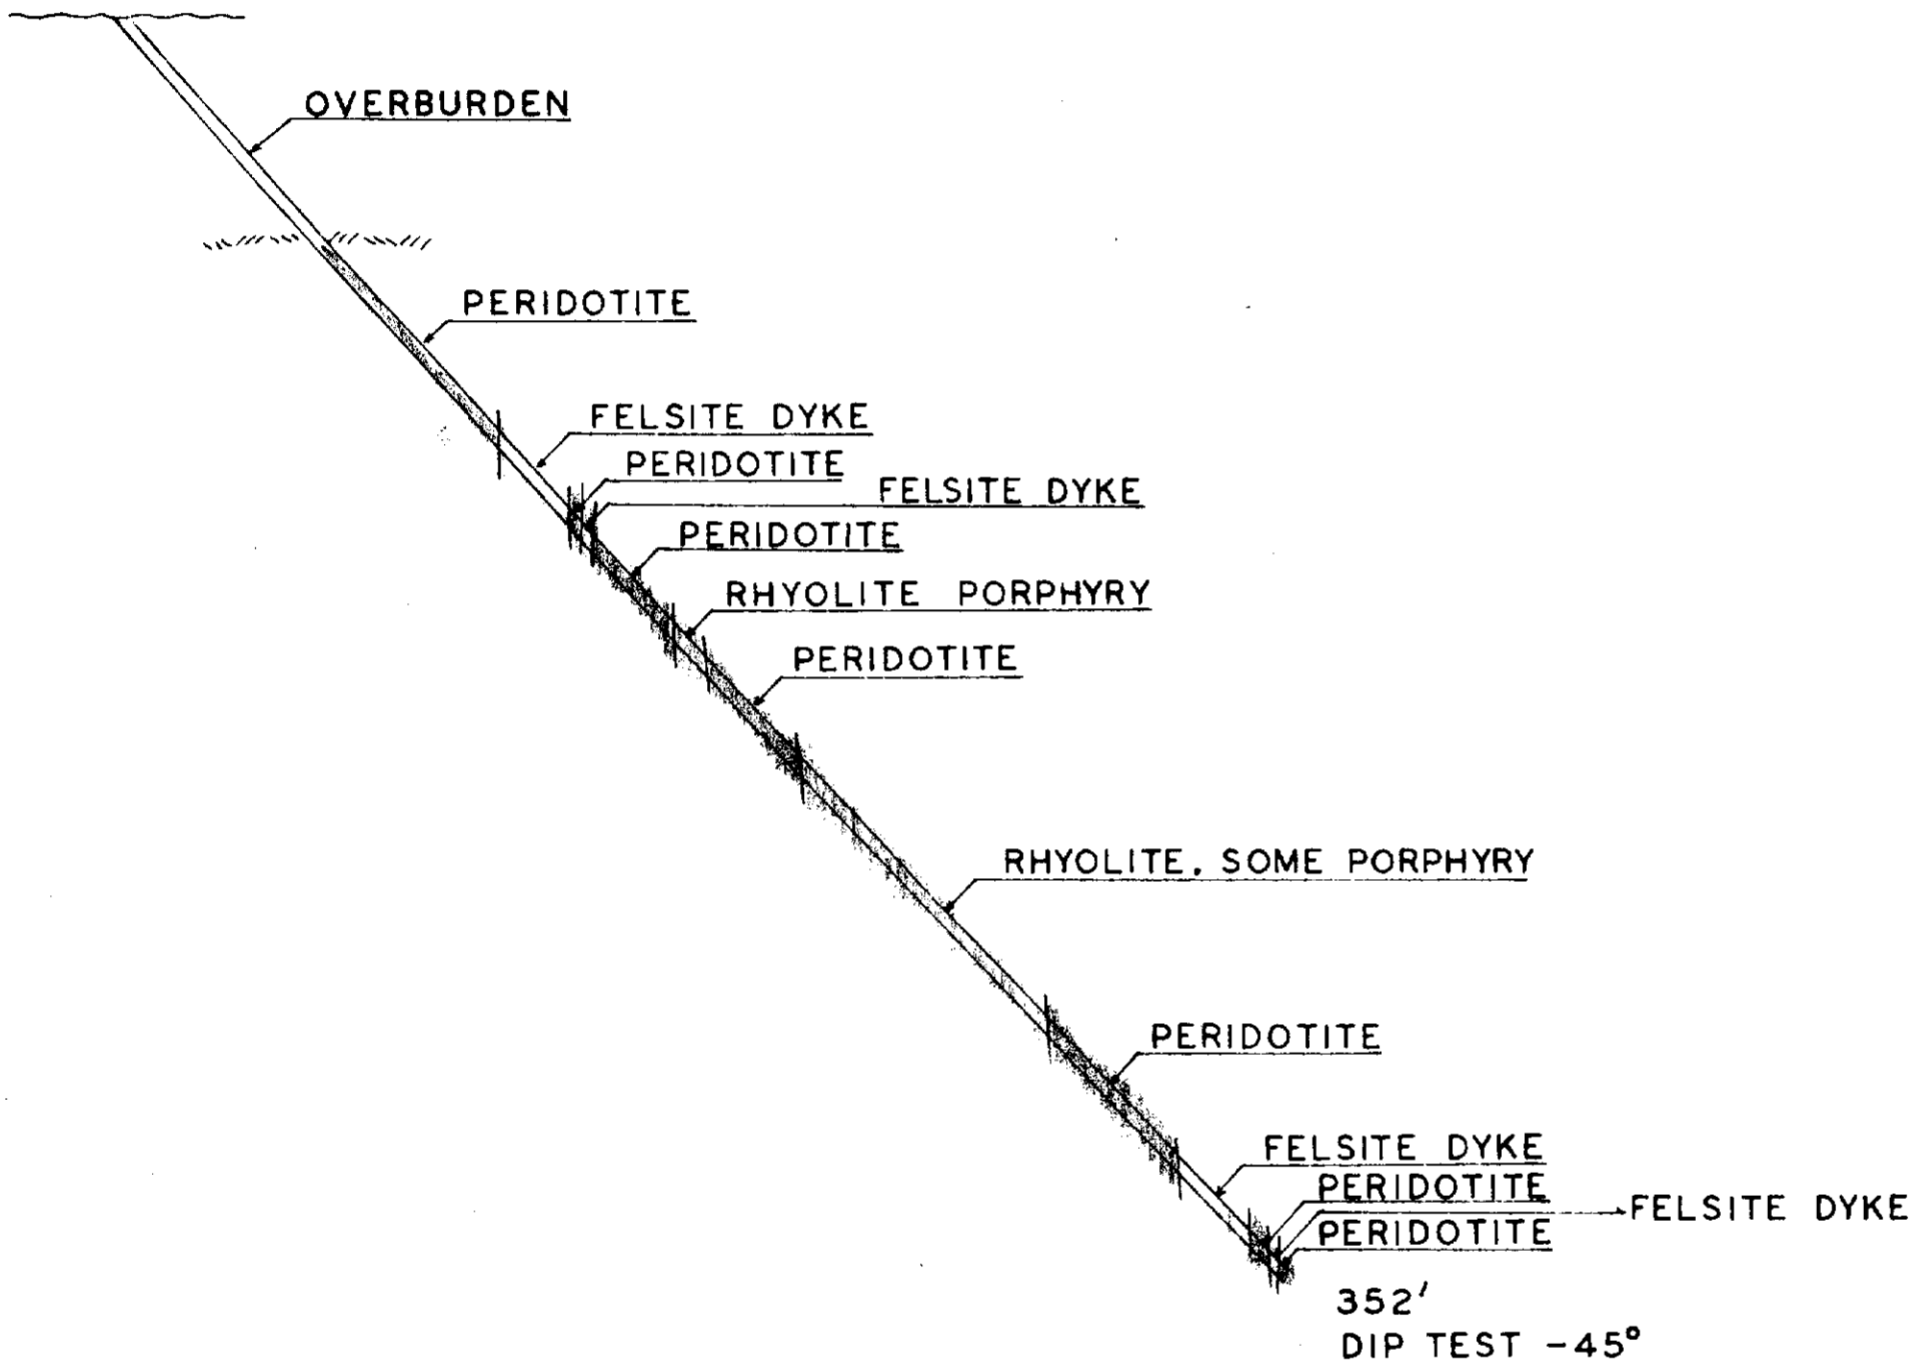 OVERBURDEN
PERIDOTITE
FELSITE DYKE
PERIDOTITE
FELSITE DYKE
PERIDOTITE
RHYOLITE PORPHYRY
PERIDOTITE
RHYOLITE. SOME PORPHYRY
PERIDOTITE
FELSITE DYKE
PERIDOTITE
FELSITE DYKE
PERIDOTITE
352'
DIP TEST -45°